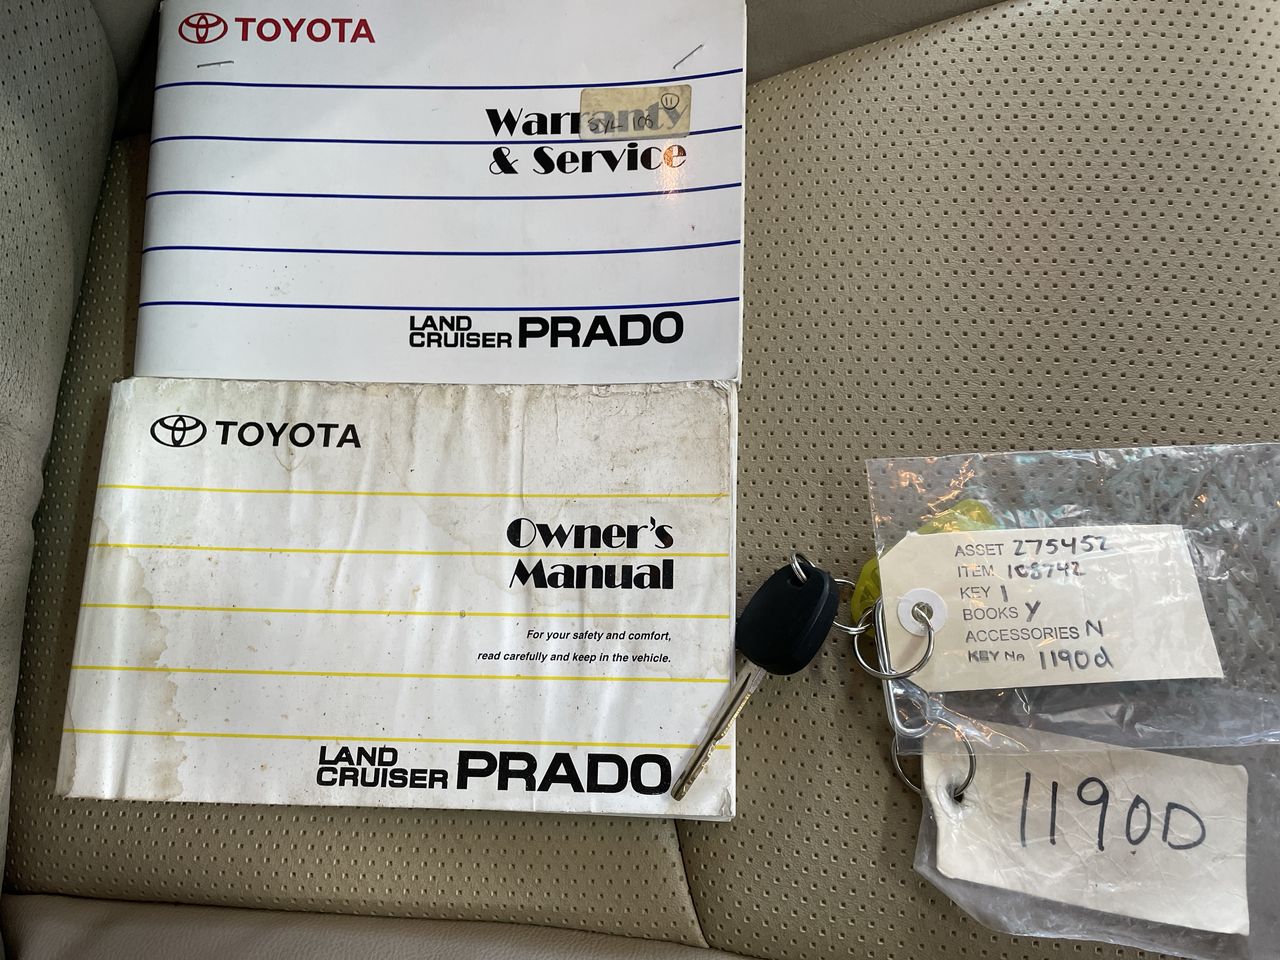 TOYOTA
Warranty
11
& Service
LAND
CRUISER PRADO
TOYOTA
Owner's
Manual
For your safety and comfort,
read carefully and keep in the vehicle.
LAND
CRUISER PRADO
ASSET 275452
ITEM 108742
KEY 1
BOOKS Y
ACCESSORIES N
KEY No 1190d
1190D